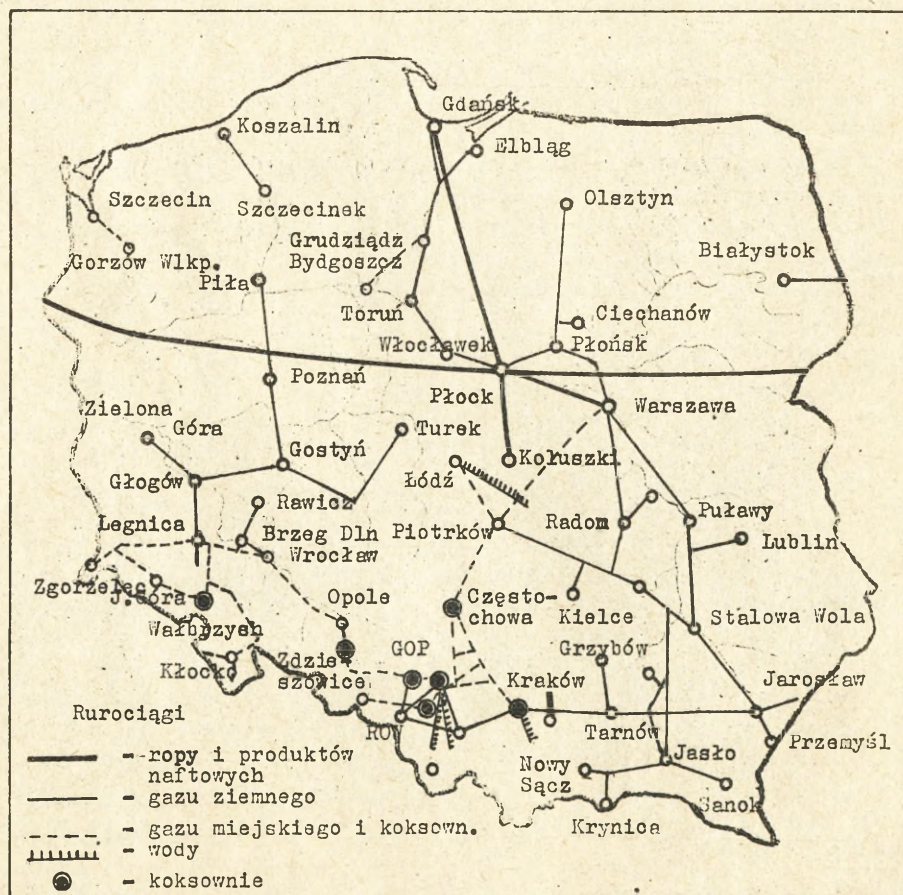 Gdańsk
Koszalin
Elbląg
Szczecin
Szczecinek
Olsztyn
Grudziądz
Bydgoszcz
Białystok
Gorzów Wlkp.
Piła
Toruń
Ciechanów
Włocławek
Płońsk
Poznań
Płock
Warszawa
Zielona
Góra
Turek
Gostyń
Koluszki
Głogów
Łódź
Rawicz
Legnica
Brzeg Dln
Wrocław
Piotrków
Radom
Puławy
Lublin
Zgorzelec
J.Góra
Opole
Często-
chowa
Kielce
Stalowa Wola
Wałbrzych
GOP
Grzybów
Kłocko
Zdzie-
szowice
Kraków
Jarosław
Rurociągi
Tarnów
Przemyśl
- ropy i produktów
naftowych
Nowy
Sącz
Jasło
Sanok
- gazu ziemnego
Krynica
- gazu miejskiego i koksown.
- wody
- koksownie